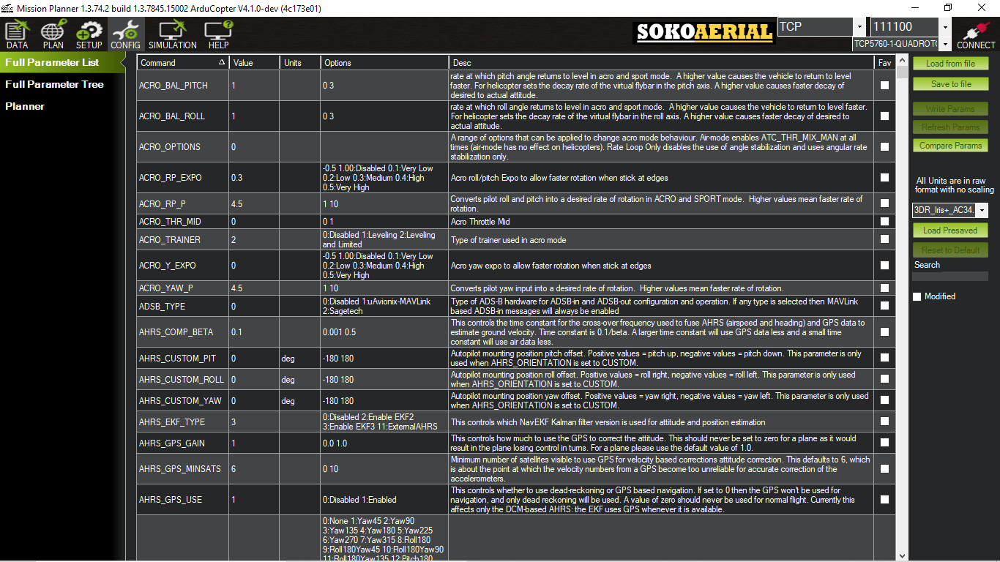 Mission Planner 1.3.74.2 build 1.3.7845.15002 ArduCopter V4.1.0-dev (4c173e01)
DATA PLAN SETUP CONFIG SIMULATION HELP
SOKOAERIAL
TCP 111100
TCP5760-1-QUADROTO
CONNECT
Full Parameter List
Full Parameter Tree
Planner
Command Value Units Options Desc Fav
ACRO_BAL_PITCH 1 0 3
rate at which pitch angle returns to level in acro and sport mode.  A higher value causes the vehicle to return to level
faster. For helicopter sets the decay rate of the virtual flybar in the pitch axis. A higher value causes faster decay of
desired to actual attitude.
ACRO_BAL_ROLL 1 0 3
rate at which roll angle returns to level in acro and sport mode.  A higher value causes the vehicle to return to level faster.
For helicopter sets the decay rate of the virtual flybar in the roll axis. A higher value causes faster decay of desired to
actual attitude.
ACRO_OPTIONS 0
A range of options that can be applied to change acro mode behaviour. Air-mode enables ATC_THR_MIX_MAN at all
times (air-mode has no effect on helicopters). Rate Loop Only disables the use of angle stabilization and uses angular rate
stabilization only.
ACRO_RP_EXPO 0.3
-0.5 1.00:Disabled 0.1:Very Low
0.2:Low 0.3:Medium 0.4:High
0.5:Very High
Acro roll/pitch Expo to allow faster rotation when stick at edges
ACRO_RP_P 4.5 1 10
Converts pilot roll and pitch into a desired rate of rotation in ACRO and SPORT mode.  Higher values mean faster rate of
rotation.
ACRO_THR_MID 0 0 1 Acro Throttle Mid
ACRO_TRAINER 2
0:Disabled 1:Leveling 2:Leveling
and Limited
Type of trainer used in acro mode
ACRO_Y_EXPO 0
-0.5 1.00:Disabled 0.1:Very Low
0.2:Low 0.3:Medium 0.4:High
0.5:Very High
Acro yaw expo to allow faster rotation when stick at edges
ACRO_YAW_P 4.5 1 10 Converts pilot yaw input into a desired rate of rotation.  Higher values mean faster rate of rotation.
ADSB_TYPE 0
0:Disabled 1:uAvionix-MAVLink
2:Sagetech
Type of ADS-B hardware for ADSB-in and ADSB-out configuration and operation. If any type is selected then MAVLink
based ADSB-in messages will always be enabled
AHRS_COMP_BETA 0.1 0.001 0.5
This controls the time constant for the cross-over frequency used to fuse AHRS (airspeed and heading) and GPS data to
estimate ground velocity. Time constant is 0.1/beta. A larger time constant will use GPS data less and a small time
constant will use air data less.
AHRS_CUSTOM_PIT 0 deg -180 180
Autopilot mounting position pitch offset. Positive values = pitch up, negative values = pitch down. This parameter is only
used when AHRS_ORIENTATION is set to CUSTOM.
AHRS_CUSTOM_ROLL 0 deg -180 180
Autopilot mounting position roll offset. Positive values = roll right, negative values = roll left. This parameter is only used
when AHRS_ORIENTATION is set to CUSTOM.
AHRS_CUSTOM_YAW 0 deg -180 180
Autopilot mounting position yaw offset. Positive values = yaw right, negative values = yaw left. This parameter is only used
when AHRS_ORIENTATION is set to CUSTOM.
AHRS_EKF_TYPE 3
0:Disabled 2:Enable EKF2
3:Enable EKF3 11:ExternalAHRS
This controls which NavEKF Kalman filter version is used for attitude and position estimation
AHRS_GPS_GAIN 1 0.0 1.0
This controls how much to use the GPS to correct the attitude. This should never be set to zero for a plane as it would
result in the plane losing control in turns. For a plane please use the default value of 1.0.
AHRS_GPS_MINSATS 6 0 10
Minimum number of satellites visible to use GPS for velocity based corrections attitude correction. This defaults to 6, which
is about the point at which the velocity numbers from a GPS become too unreliable for accurate correction of the
accelerometers.
AHRS_GPS_USE 1 0:Disabled 1:Enabled
This controls whether to use dead-reckoning or GPS based navigation. If set to 0 then the GPS won't be used for
navigation, and only dead reckoning will be used. A value of zero should never be used for normal flight. Currently this
affects only the DCM-based AHRS: the EKF uses GPS whenever it is available.
0:None 1:Yaw45 2:Yaw90
3:Yaw135 4:Yaw180 5:Yaw225
6:Yaw270 7:Yaw315 8:Roll180
9:Roll180Yaw45 10:Roll180Yaw90
11:Roll180Yaw135 12:Pitch180
Load from file
Save to file
Write Params
Refresh Params
Compare Params
All Units are in raw
format with no scaling
3DR_Iris+_AC34.
Load Presaved
Reset to Default
Search
Modified